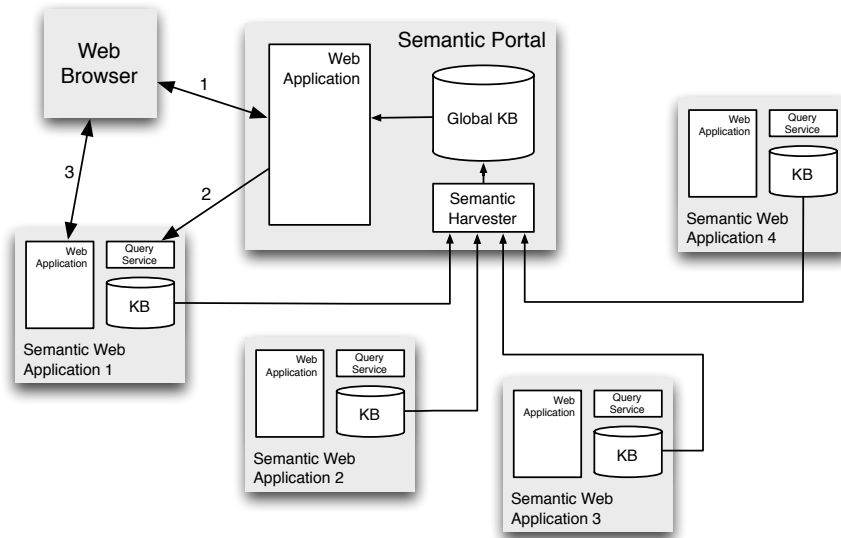 Web
Browser
1
Semantic Portal
Web
Application
Global KB
Semantic
Harvester
3
2
Web
Application
Query
Service
KB
Semantic Web
Application 1
Web
Application
Query
Service
KB
Semantic Web
Application 2
Web
Application
Query
Service
KB
Semantic Web
Application 3
Web
Application
Query
Service
KB
Semantic Web
Application 4